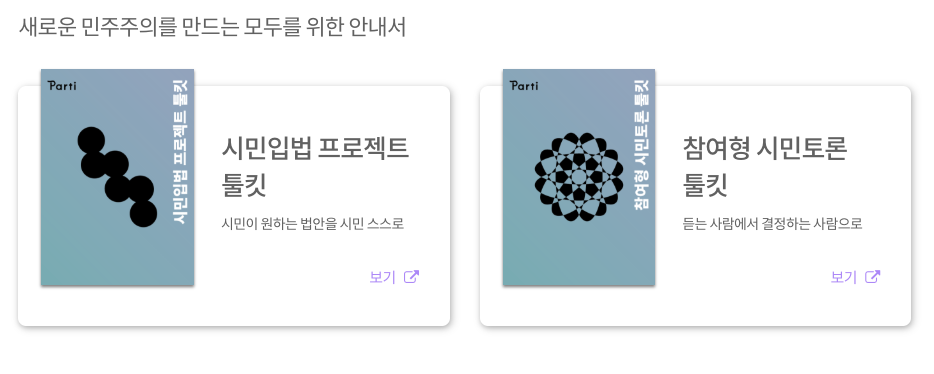 새로운 민주주의를 만드는 모두를 위한 안내서
Parti
시민입법 프로젝트 툴킷
시민입법 프로젝트
툴킷
시민이 원하는 법안을 시민 스스로
보기
Parti
참여형 시민토론 툴킷
참여형 시민토론
툴킷
듣는 사람에서 결정하는 사람으로
보기